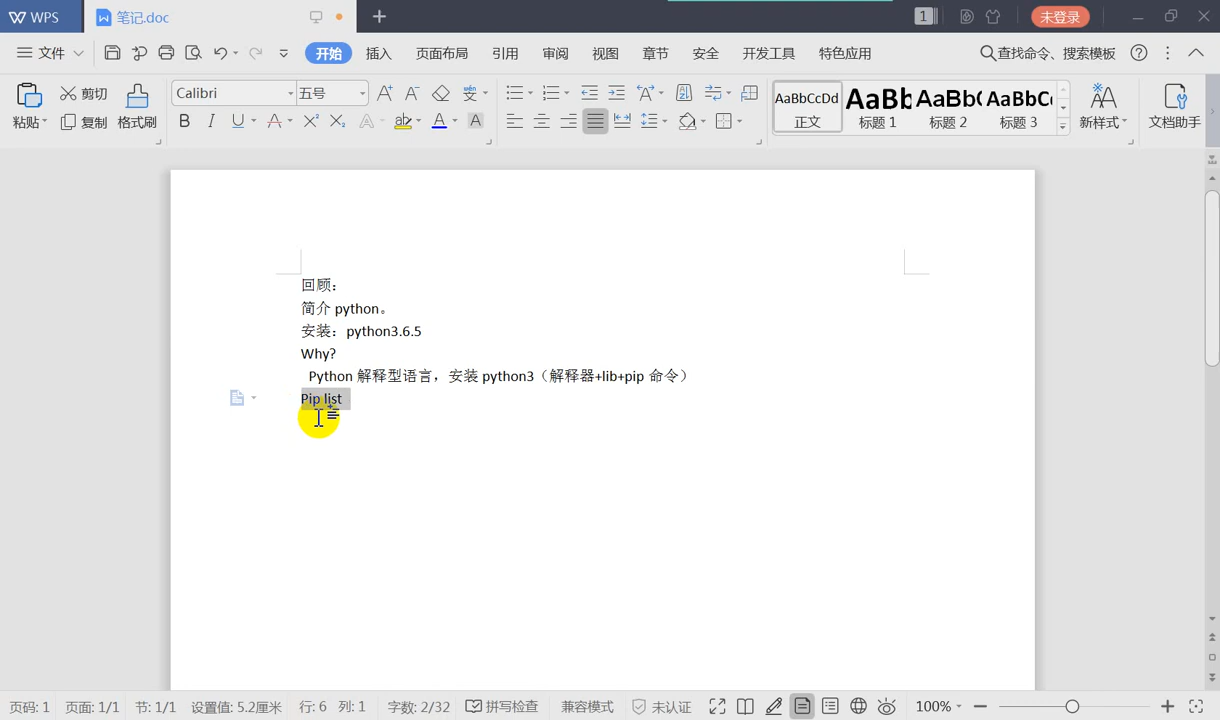 WPS 笔记.doc 1 未登录
文件 开始 插入 页面布局 引用 审阅 视图 章节 安全 开发工具 特色应用 查找命令、搜索模板
粘贴 剪切 复制 格式刷 Calibri 五号
B I U A X² X₂ A ab A A
AaBbCcDd AaBb AaBb( AaBbC(
正文 标题 1 标题 2 标题 3 新样式 文档助手
回顾：
简介 python。
安装：python3.6.5
Why?
Python 解释型语言，安装 python3（解释器+lib+pip 命令）
Pip list
页码: 1 页面: 1/1 节: 1/1 设置值: 5.2厘米 行: 6 列: 1 字数: 2/32 拼写检查 兼容模式 未认证 100%